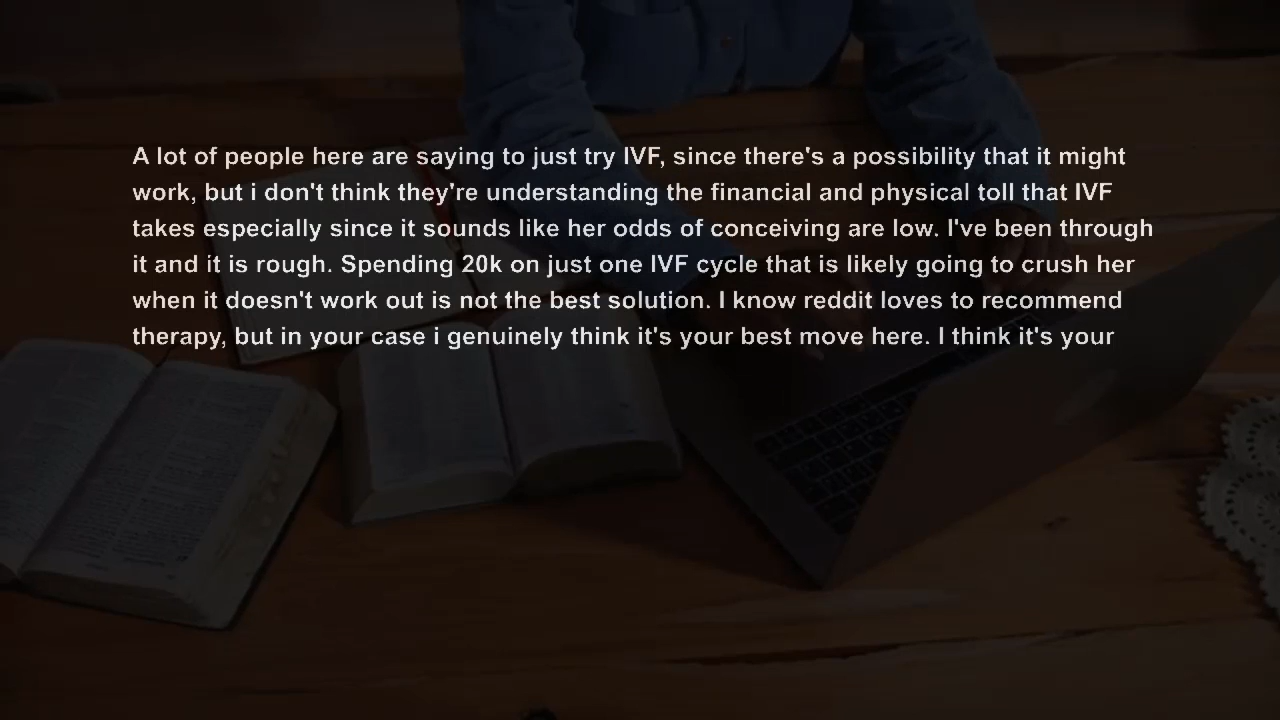 A lot of people here are saying to just try IVF, since there's a possibility that it might
work, but i don't think they're understanding the financial and physical toll that IVF
takes especially since it sounds like her odds of conceiving are low. I've been through
it and it is rough. Spending 20k on just one IVF cycle that is likely going to crush her
when it doesn't work out is not the best solution. I know reddit loves to recommend
therapy, but in your case i genuinely think it's your best move here. I think it's your